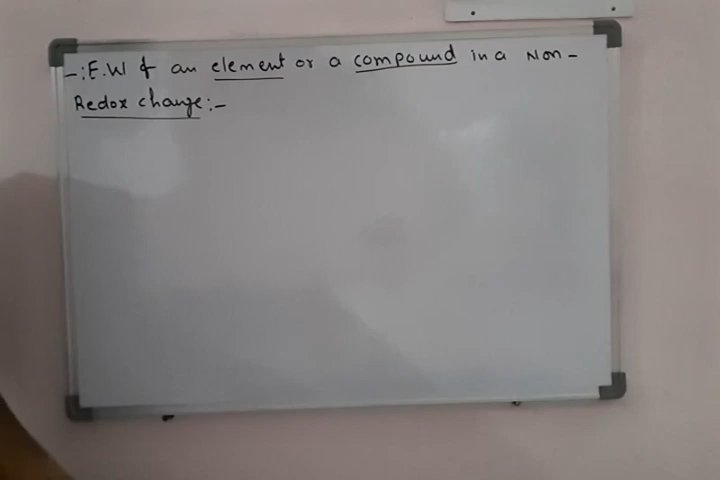 -:E.W of an element or a compound in a Non-
Redox change:-